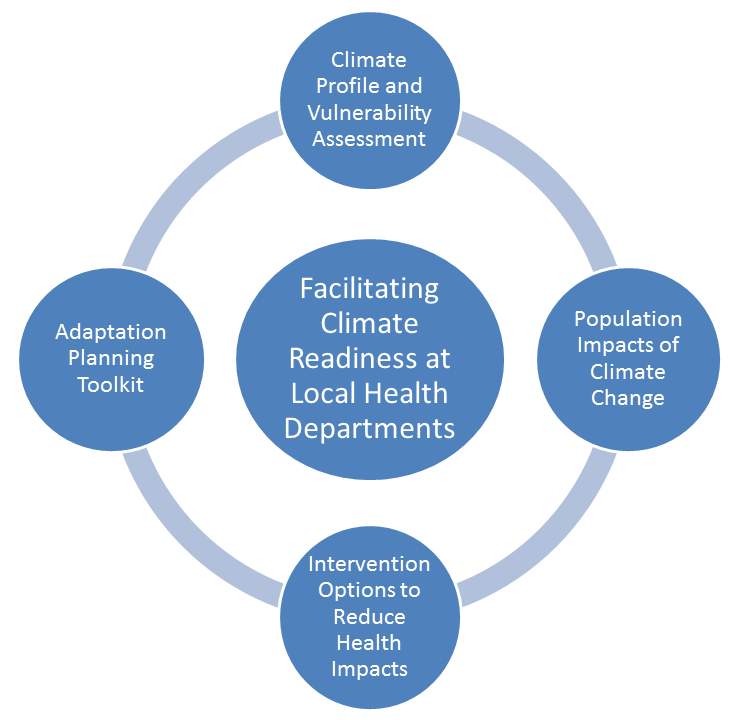 Climate
Profile and
Vulnerability
Assessment
Facilitating
Climate
Readiness at
Local Health
Departments
Adaptation
Planning
Toolkit
Population
Impacts of
Climate
Change
Intervention
Options to
Reduce
Health
Impacts